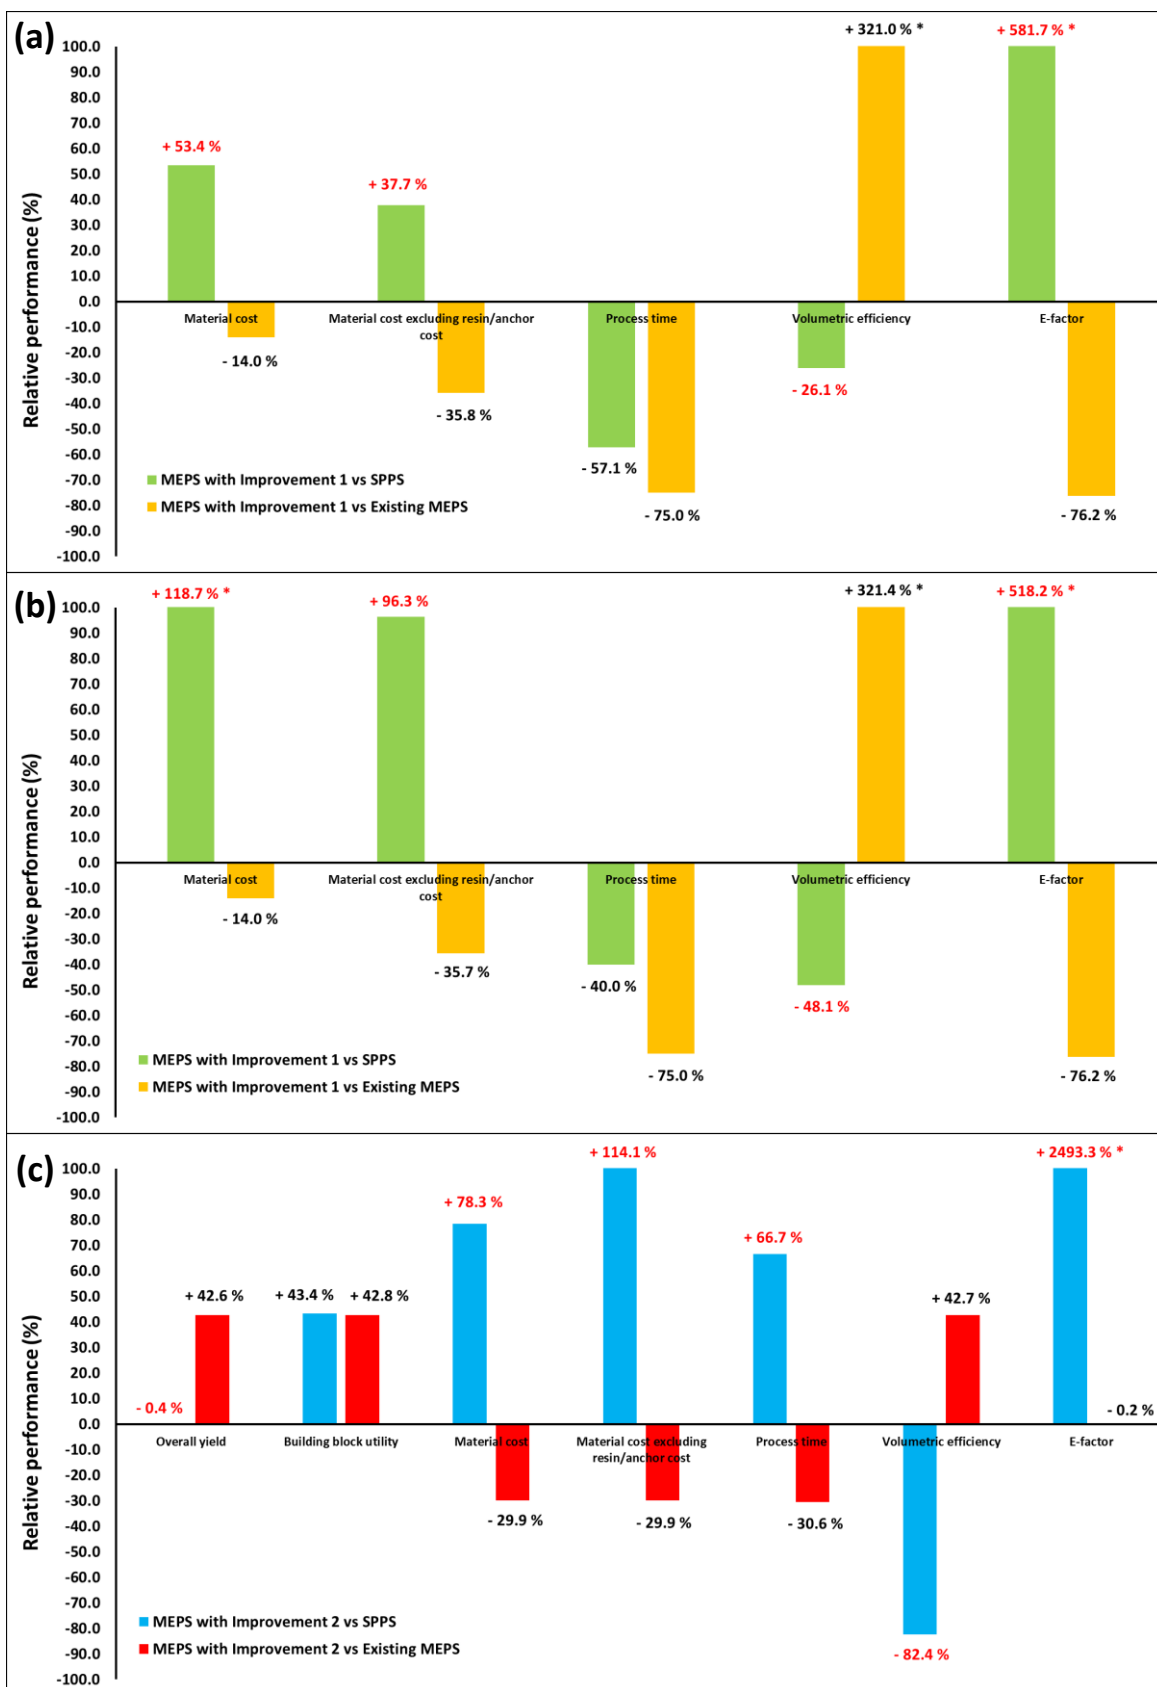 (a)
Relative performance (%)
100.0
90.0
80.0
70.0
60.0
50.0
40.0
30.0
20.0
10.0
0.0
-10.0
-20.0
-30.0
-40.0
-50.0
-60.0
-70.0
-80.0
-90.0
-100.0
+ 53.4 %
- 14.0 %
+ 37.7 %
- 35.8 %
- 57.1 %
- 75.0 %
- 26.1 %
+ 321.0 % *
+ 581.7 % *
- 76.2 %
Material cost
Material cost excluding resin/anchor
cost
Process time
Volumetric efficiency
E-factor
MEPS with Improvement 1 vs SPPS
MEPS with Improvement 1 vs Existing MEPS
(b)
Relative performance (%)
100.0
90.0
80.0
70.0
60.0
50.0
40.0
30.0
20.0
10.0
0.0
-10.0
-20.0
-30.0
-40.0
-50.0
-60.0
-70.0
-80.0
-90.0
-100.0
+ 118.7 % *
- 14.0 %
+ 96.3 %
- 35.7 %
- 40.0 %
- 75.0 %
- 48.1 %
+ 321.4 % *
+ 518.2 % *
- 76.2 %
Material cost
Material cost excluding resin/anchor
cost
Process time
Volumetric efficiency
E-factor
MEPS with Improvement 1 vs SPPS
MEPS with Improvement 1 vs Existing MEPS
(c)
Relative performance (%)
100.0
90.0
80.0
70.0
60.0
50.0
40.0
30.0
20.0
10.0
0.0
-10.0
-20.0
-30.0
-40.0
-50.0
-60.0
-70.0
-80.0
-90.0
-100.0
- 0.4 %
+ 42.6 %
+ 43.4 %
+ 42.8 %
+ 78.3 %
- 29.9 %
+ 114.1 %
- 29.9 %
+ 66.7 %
- 30.6 %
- 82.4 %
+ 42.7 %
+ 2493.3 % *
- 0.2 %
Overall yield
Building block utility
Material cost
Material cost excluding
resin/anchor cost
Process time
Volumetric efficiency
E-factor
MEPS with Improvement 2 vs SPPS
MEPS with Improvement 2 vs Existing MEPS